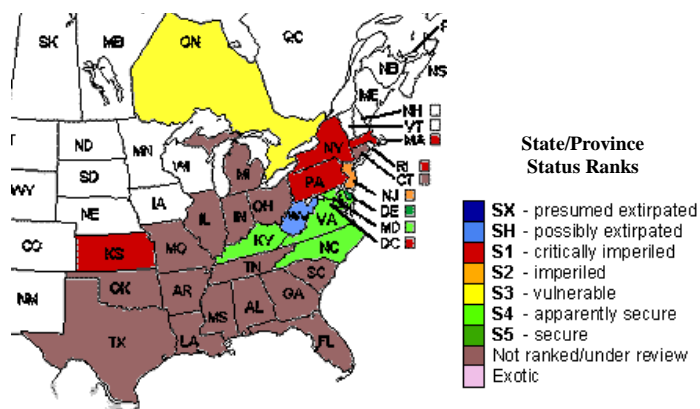 SK
MB
ON
QC
NB
NS
ME
NH
VT
MA
ND
MN
NY
RI
CT
SD
WI
MI
WY
PA
NJ
NE
IA
OH
DE
IL
IN
WV
MD
CO
VA
DC
KS
MO
KY
NC
TN
OK
AR
SC
NM
MS
AL
GA
TX
LA
FL
State/Province
Status Ranks
SX - presumed extirpated
SH - possibly extirpated
S1 - critically imperiled
S2 - imperiled
S3 - vulnerable
S4 - apparently secure
S5 - secure
Not ranked/under review
Exotic